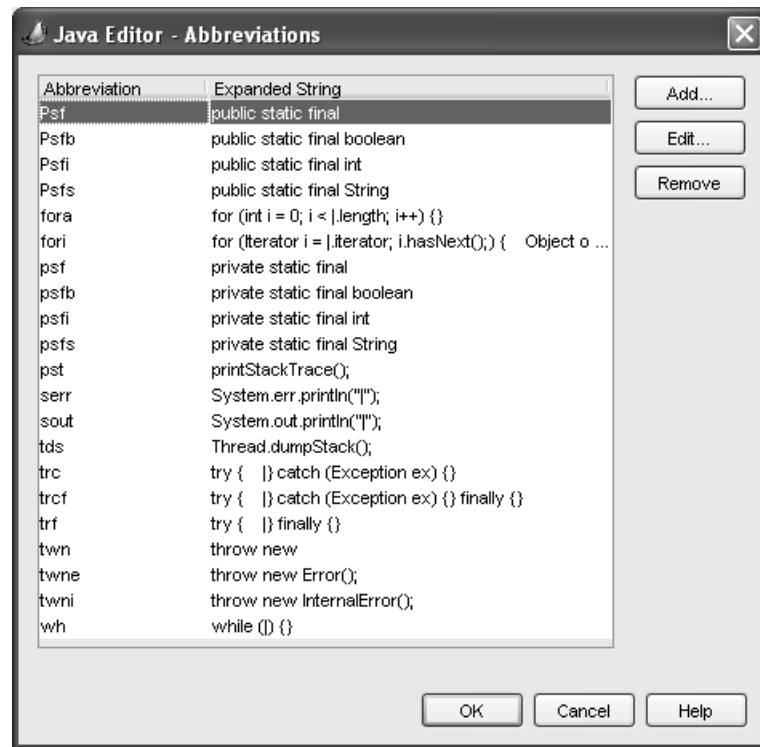 Java Editor - Abbreviations
Abbreviation Expanded String
Psf public static final
Psfb public static final boolean
Psfi public static final int
Psfs public static final String
fora for (int i = 0; i < |.length; i++) {}
fori for (Iterator i = |.iterator; i.hasNext();) { Object o ...
psf private static final
psfb private static final boolean
psfi private static final int
psfs private static final String
pst printStackTrace();
serr System.err.println("|");
sout System.out.println("|");
tds Thread.dumpStack();
trc try { |} catch (Exception ex) {}
trcf try { |} catch (Exception ex) {} finally {}
trf try { |} finally {}
twn throw new
twne throw new Error();
twni throw new InternalError();
wh while (|) {}
Add...
Edit...
Remove
OK Cancel Help